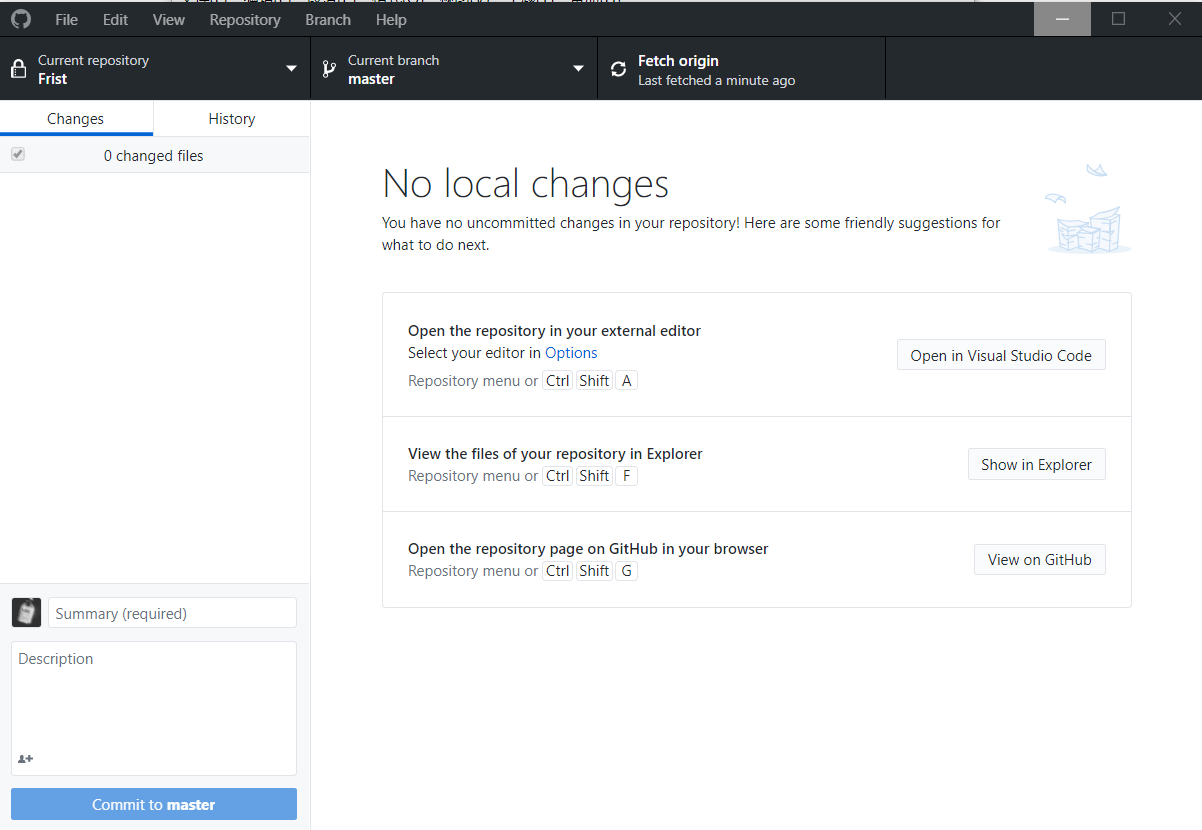 File Edit View Repository Branch Help
Current repository
Frist
Current branch
master
Fetch origin
Last fetched a minute ago
Changes History
0 changed files
No local changes
You have no uncommitted changes in your repository! Here are some friendly suggestions for
what to do next.
Open the repository in your external editor
Select your editor in Options
Repository menu or Ctrl Shift A
Open in Visual Studio Code
View the files of your repository in Explorer
Repository menu or Ctrl Shift F
Show in Explorer
Open the repository page on GitHub in your browser
Repository menu or Ctrl Shift G
View on GitHub
Summary (required)
Description
Commit to master